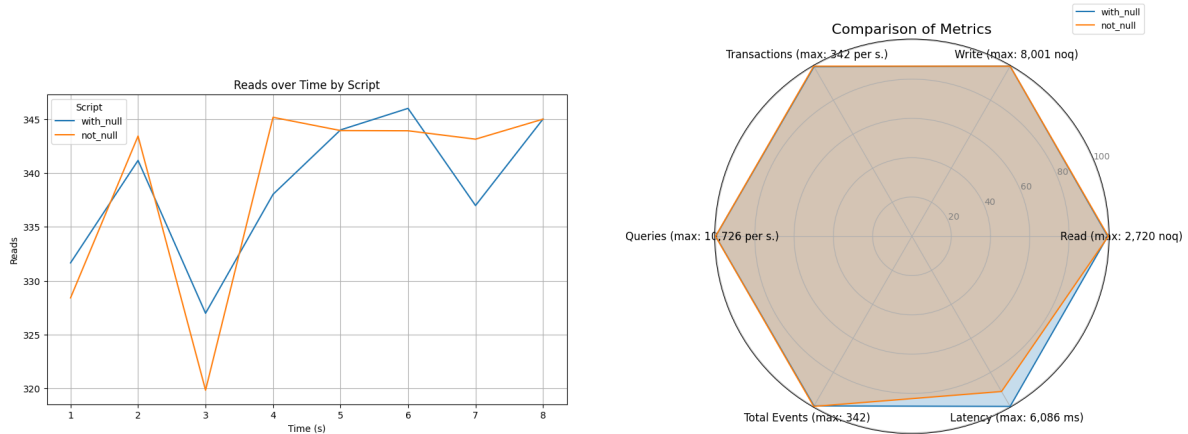 Reads over Time by Script
Script
with_null
not_null
345
340
335
330
325
320
Reads
1 2 3 4 5 6 7 8
Time (s)
with_null
not_null
Comparison of Metrics
Transactions (max: 342 per s.)
Write (max: 8,001 noq)
100
80
60
40
20
Queries (max: 10,726 per s.)
Read (max: 2,720 noq)
Total Events (max: 342)
Latency (max: 6,086 ms)